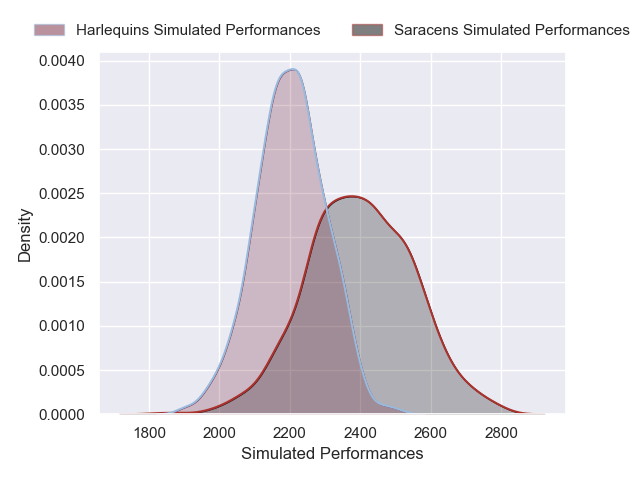 Harlequins Simulated Performances
Saracens Simulated Performances
0.0040
0.0035
0.0030
0.0025
0.0020
0.0015
0.0010
0.0005
0.0000
Density
1800 2000 2200 2400 2600 2800
Simulated Performances